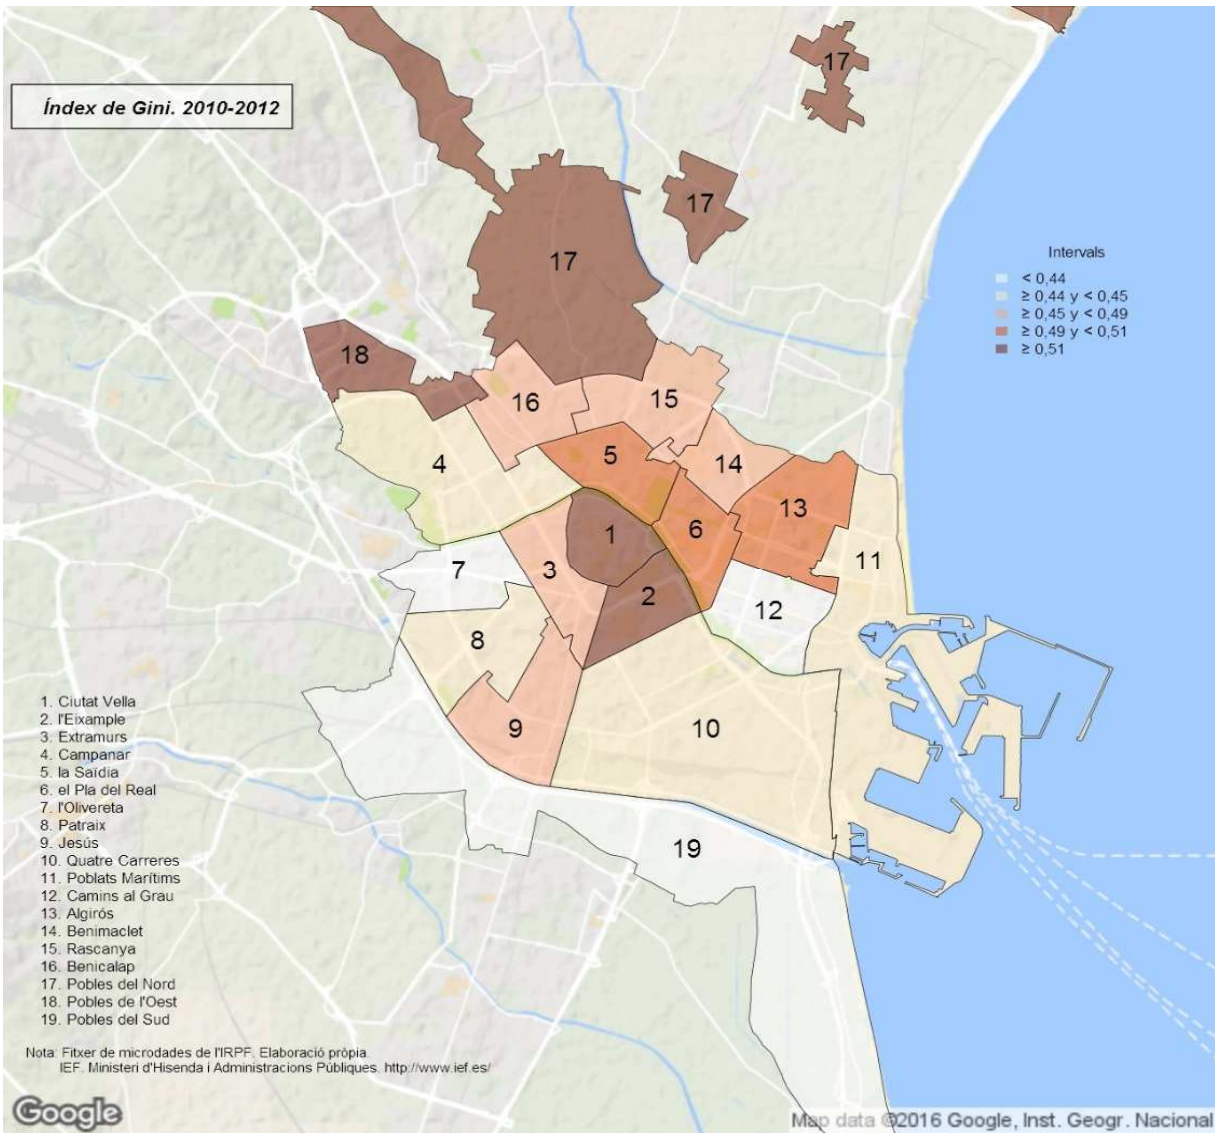 Índex de Gini. 2010-2012
17
17
17
18
16
15
4
5
14
13
6
1
11
7
3
2
12
8
9
10
19
Intervals
< 0,44
≥ 0,44 y < 0,45
≥ 0,45 y < 0,49
≥ 0,49 y < 0,51
≥ 0,51
1. Ciutat Vella
2. l'Eixample
3. Extramurs
4. Campanar
5. la Saïdia
6. el Pla del Real
7. l'Olivereta
8. Patraix
9. Jesús
10. Quatre Carreres
11. Poblats Marítims
12. Camins al Grau
13. Algirós
14. Benimaclet
15. Rascanya
16. Benicalap
17. Pobles del Nord
18. Pobles de l'Oest
19. Pobles del Sud
Nota: Fitxer de microdades de l'IRPF. Elaboració pròpia.
IEF. Ministeri d'Hisenda i Administracions Públiques. http://www.ief.es/
Google
Map data ©2016 Google, Inst. Geogr. Nacional